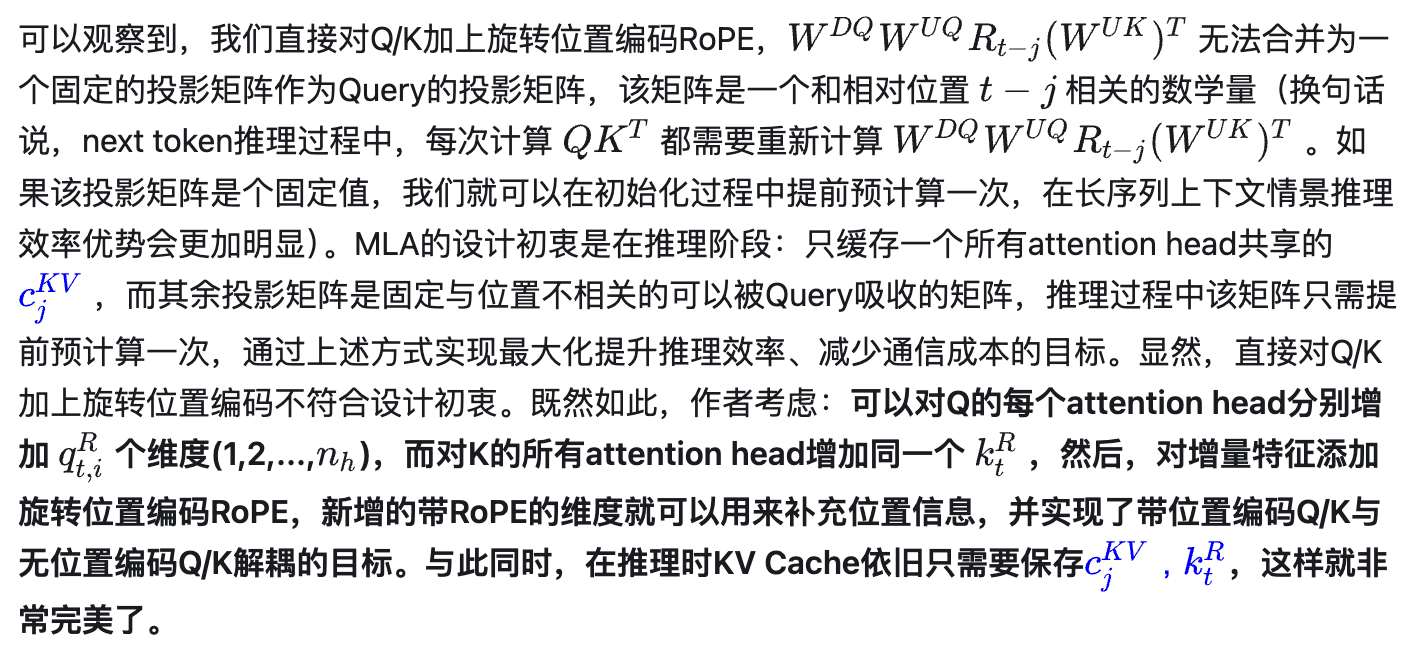 可以观察到，我们直接对Q/K加上旋转位置编码RoPE，$W^{DQ}W^{UQ}R_{t-j}(W^{UK})^T$ 无法合并为一
个固定的投影矩阵作为Query的投影矩阵，该矩阵是一个和相对位置 $t-j$ 相关的数学量（换句话
说，next token推理过程中，每次计算 $QK^T$ 都需要重新计算 $W^{DQ}W^{UQ}R_{t-j}(W^{UK})^T$ 。如
果该投影矩阵是个固定值，我们就可以在初始化过程中提前预计算一次，在长序列上下文情景推理
效率优势会更加明显）。MLA的设计初衷是在推理阶段：只缓存一个所有attention head共享的
$c_j^{KV}$ ，而其余投影矩阵是固定与位置不相关的可以被Query吸收的矩阵，推理过程中该矩阵只需提
前预计算一次，通过上述方式实现最大化提升推理效率、减少通信成本的目标。显然，直接对Q/K
加上旋转位置编码不符合设计初衷。既然如此，作者考虑：可以对Q的每个attention head分别增
加 $q_{t,i}^R$ 个维度(1,2,...,$n_h$)，而对K的所有attention head增加同一个 $k_t^R$ ，然后，对增量特征添加
旋转位置编码RoPE，新增的带RoPE的维度就可以用来补充位置信息，并实现了带位置编码Q/K与
无位置编码Q/K解耦的目标。与此同时，在推理时KV Cache依旧只需要保存$c_j^{KV}$ , $k_t^R$，这样就非
常完美了。